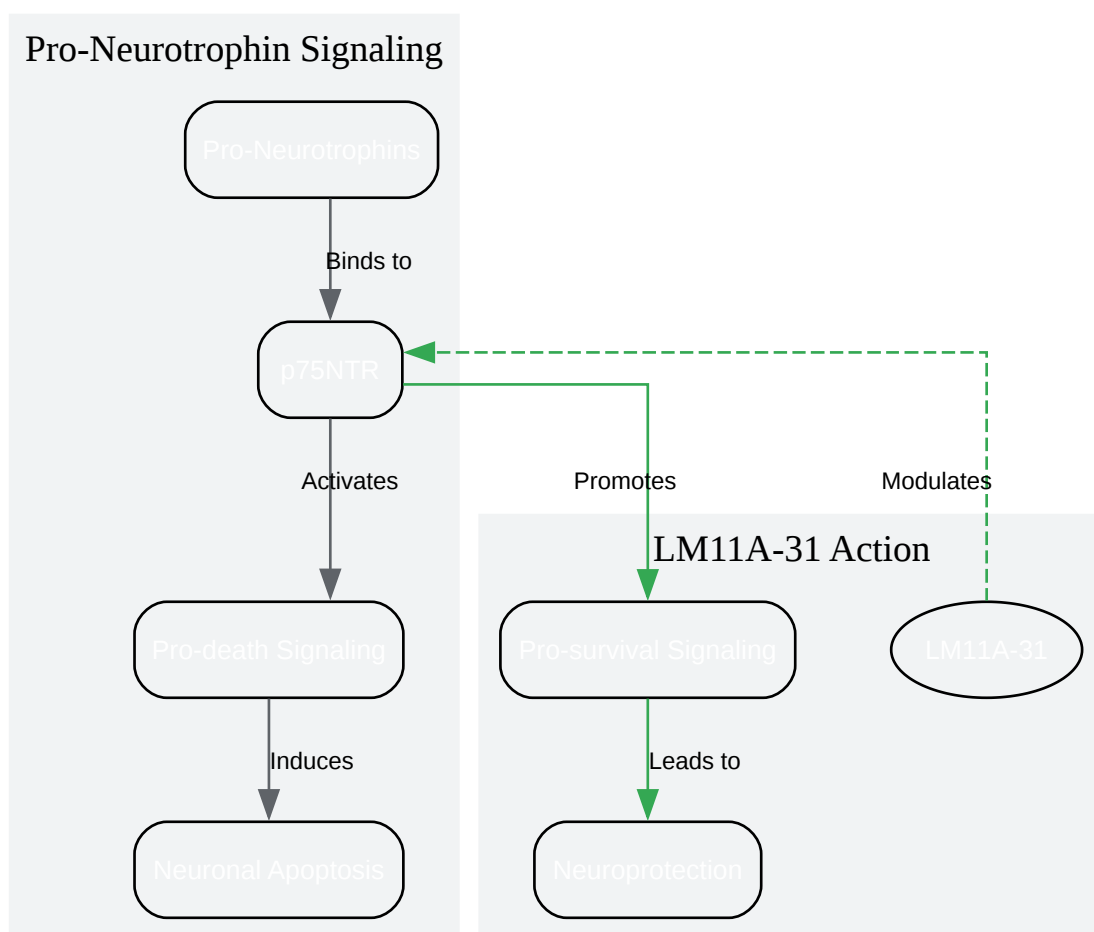 Pro-Neurotrophin Signaling
Pro-Neurotrophins
Binds to
p75NTR
Activates
Promotes
Modulates
LM11A-31 Action
Pro-death Signaling
Pro-survival Signaling
LM11A-31
Induces
Leads to
Neuronal Apoptosis
Neuroprotection